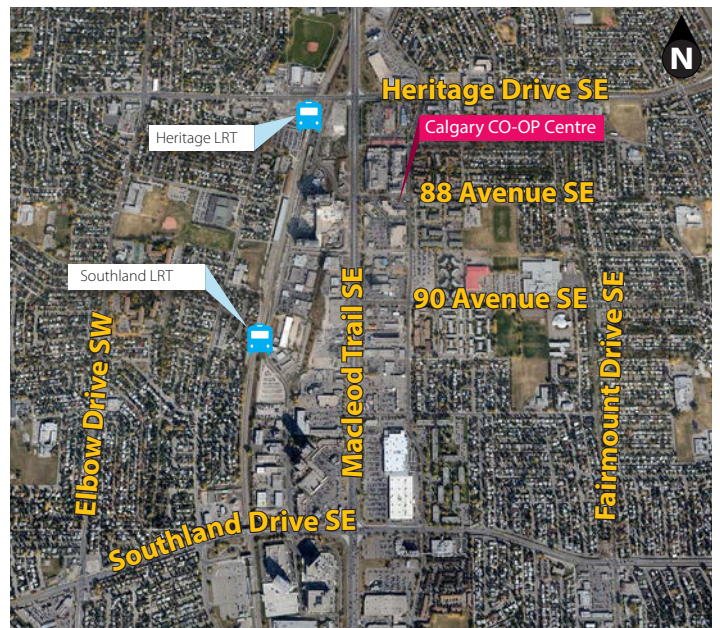 N
Heritage Drive SE
Heritage LRT
Calgary CO-OP Centre
88 Avenue SE
Southland LRT
90 Avenue SE
Macleod Trail SE
Elbow Drive SW
Fairmount Drive SE
Southland Drive SE